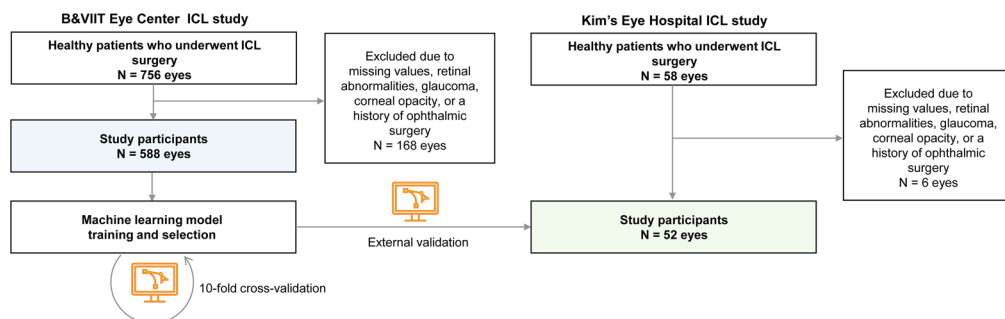 B&VIIT Eye Center ICL study
Healthy patients who underwent ICL
surgery
N = 756 eyes
Excluded due to
missing values, retinal
abnormalities, glaucoma,
corneal opacity, or a
history of ophthalmic
surgery
N = 168 eyes
Study participants
N = 588 eyes
Machine learning model
training and selection
10-fold cross-validation
External validation
Kim's Eye Hospital ICL study
Healthy patients who underwent ICL
surgery
N = 58 eyes
Excluded due to
missing values, retinal
abnormalities, glaucoma,
corneal opacity, or a
history of ophthalmic
surgery
N = 6 eyes
Study participants
N = 52 eyes